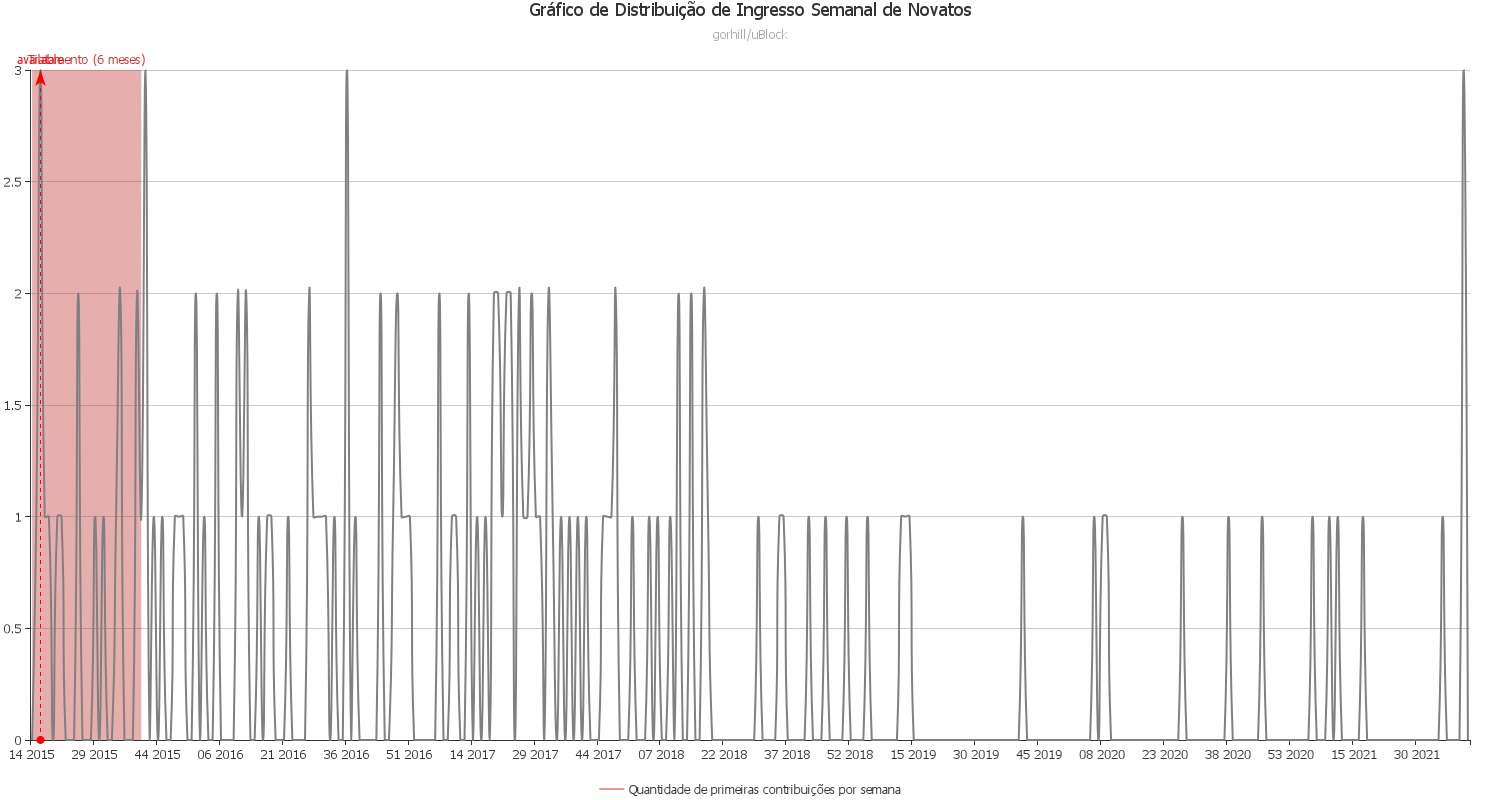 Gráfico de Distribuição de Ingresso Semanal de Novatos
gorhill/uBlock
(6 meses)
3
2.5
2
1.5
1
0.5
0
14 2015 29 2015 44 2015 06 2016 21 2016 36 2016 51 2016 14 2017 29 2017 44 2017 07 2018 22 2018 37 2018 52 2018 15 2019 30 2019 45 2019 08 2020 23 2020 38 2020 53 2020 15 2021 30 2021
Quantidade de primeiras contribuições por semana